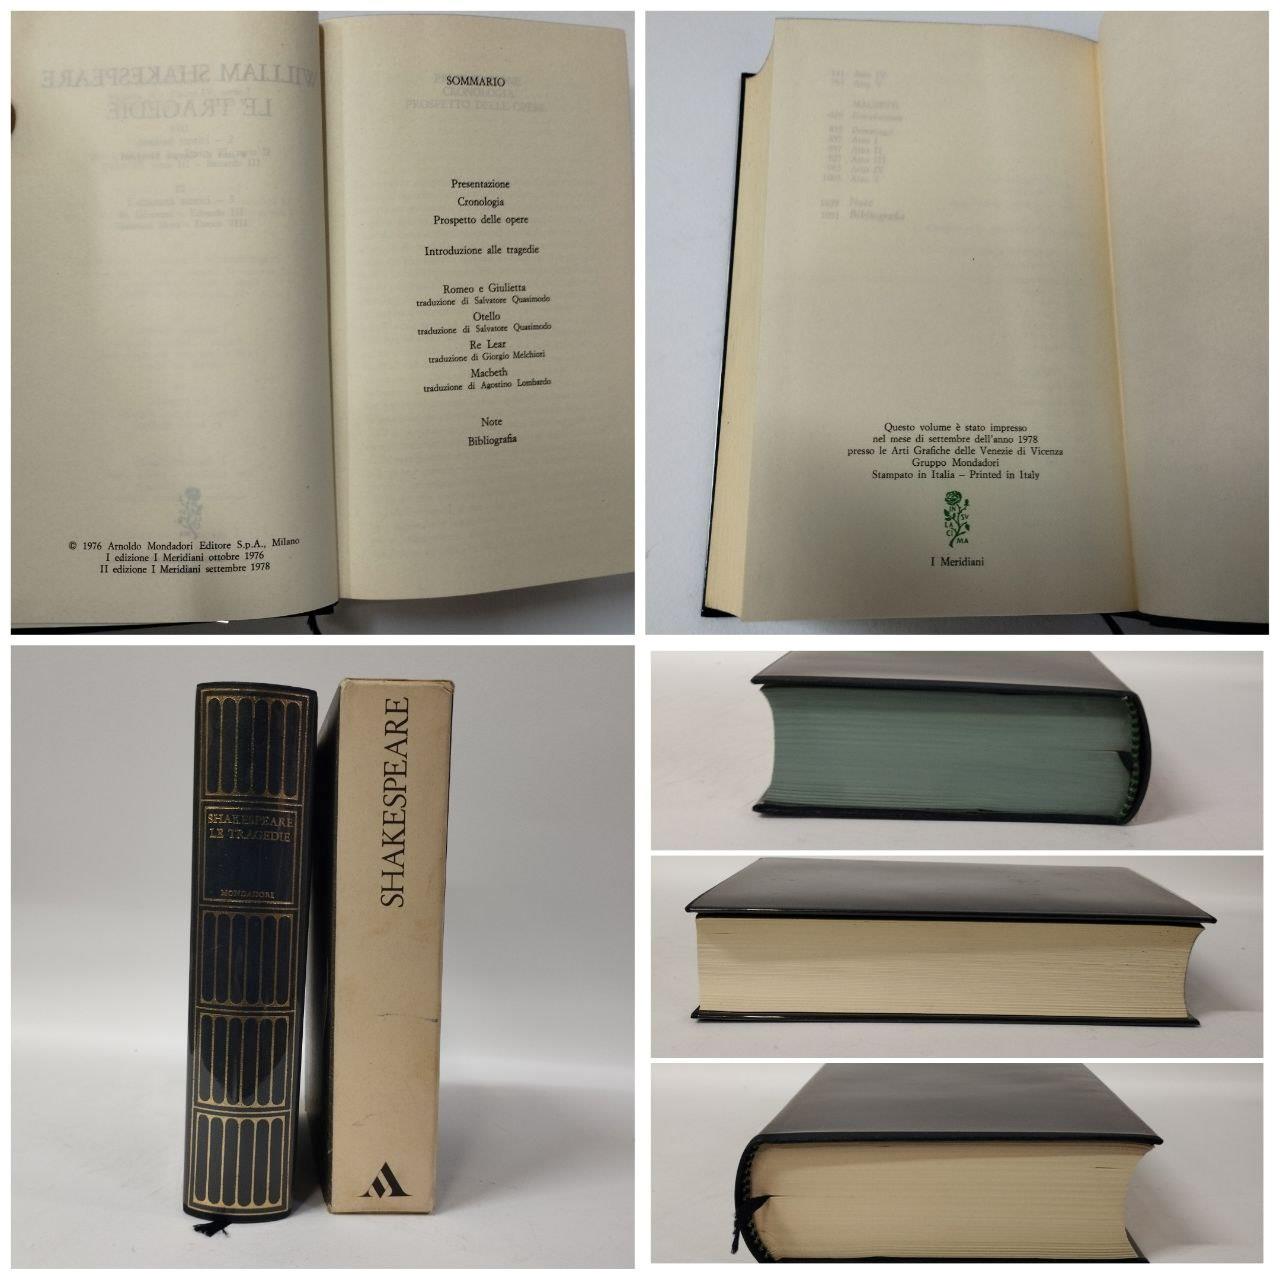 SOMMARIO
Presentazione
Cronologia
Prospetto delle opere
Introduzione alle tragedie
Romeo e Giulietta
traduzione di Salvatore Quasimodo
Otello
traduzione di Salvatore Quasimodo
Re Lear
traduzione di Giorgio Melchiori
Macbeth
traduzione di Agostino Lombardo
Note
Bibliografia
© 1976 Arnoldo Mondadori Editore S.p.A., Milano
I edizione I Meridiani ottobre 1976
II edizione I Meridiani settembre 1978
Questo volume è stato impresso
nel mese di settembre dell'anno 1978
presso le Arti Grafiche delle Venezie di Vicenza
Gruppo Mondadori
Stampato in Italia – Printed in Italy
I Meridiani
SHAKESPEARE
LE TRAGEDIE
MONDADORI
SHAKESPEARE